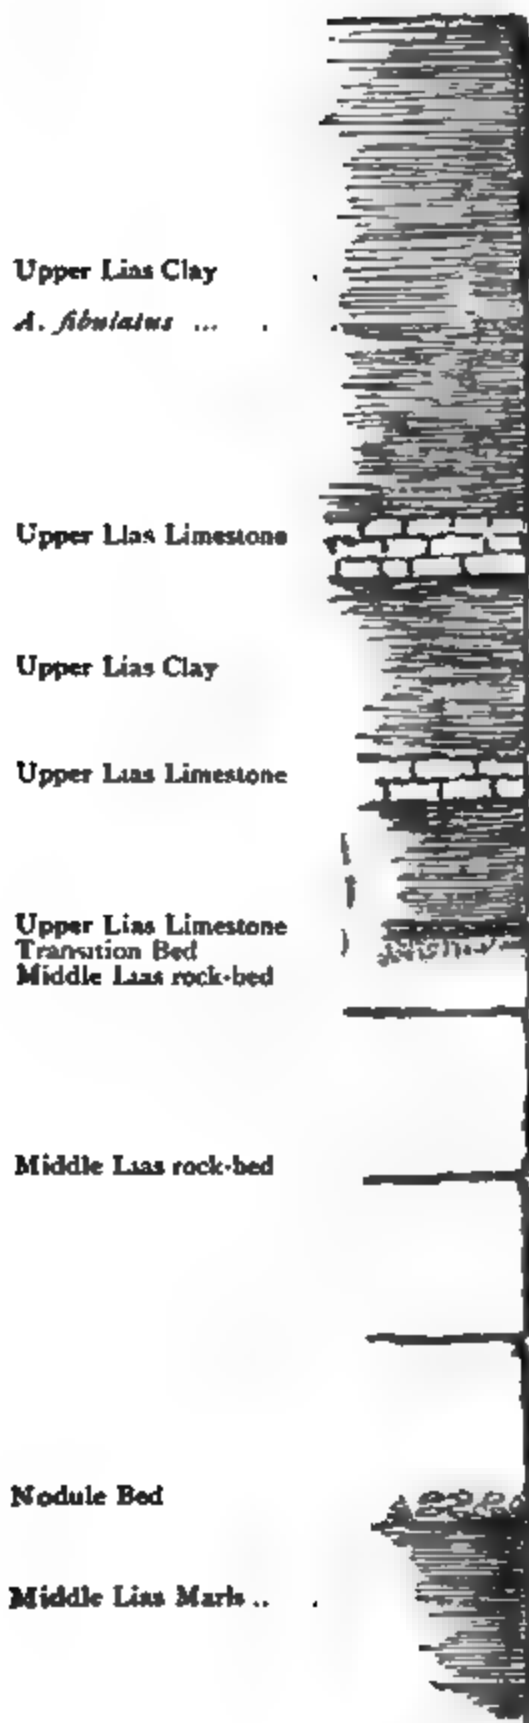 Upper Lias Clay
A. fibulatus ...
Upper Lias Limestone
Upper Lias Clay
Upper Lias Limestone
Upper Lias Limestone
Transition Bed
Middle Lias rock-bed
Middle Lias rock-bed
Nodule Bed
Middle Lias Marls ..